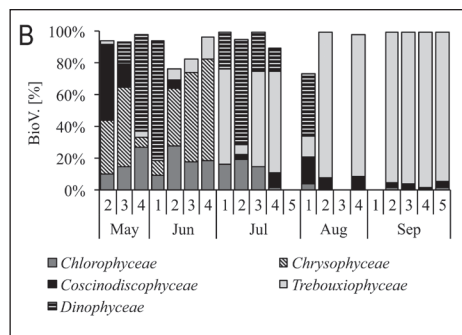 B
BioV. [%]
100%
80%
60%
40%
20%
0%
2 3 4 1 2 3 4 1 2 3 4 5 1 2 3 4 1 2 3 4 5
May Jun Jul Aug Sep
Chlorophyceae Chrysophyceae
Coscinodiscophyceae Trebouxiophyceae
Dinophyceae